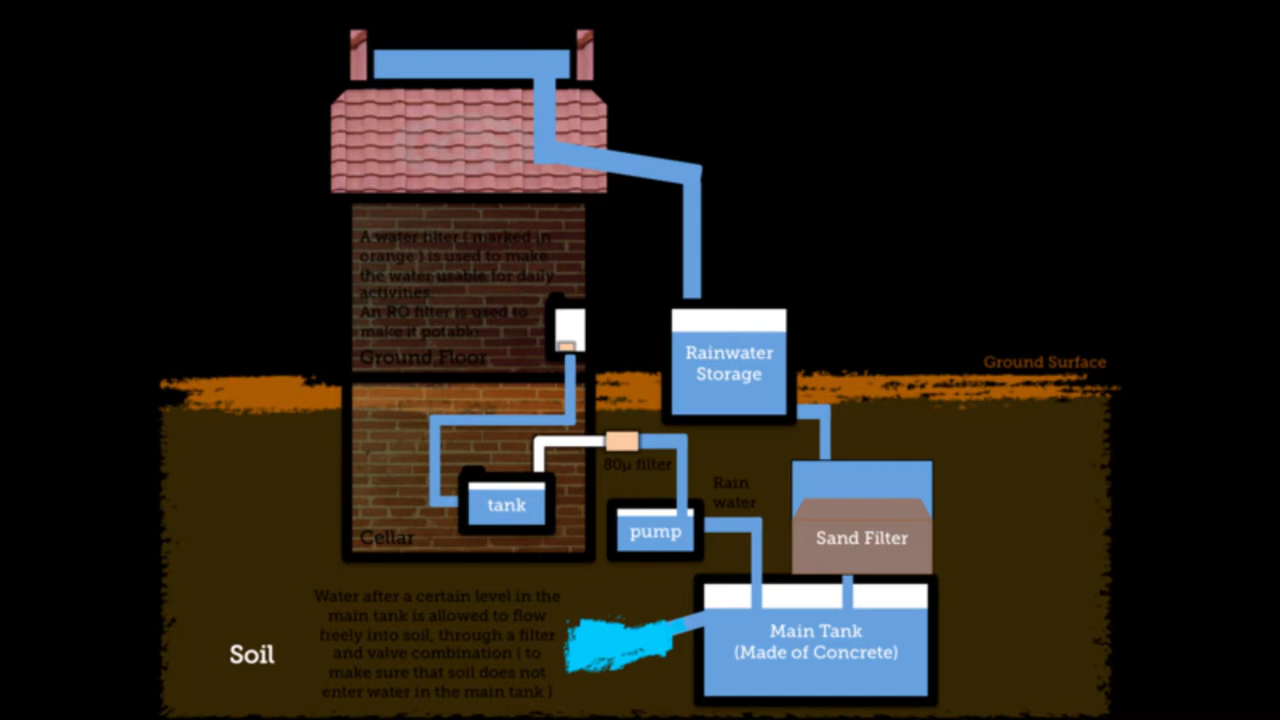 A water filter ( marked in
orange ) is used to make
the water usable for daily
activities.
An RO filter is used to
make it potable
Ground Floor
Rainwater
Storage
Ground Surface
80μ filter
Rain
water
tank
pump
Sand Filter
Cellar
Water after a certain level in the
main tank is allowed to flow
freely into soil, through a filter
and valve combination ( to
make sure that soil does not
enter water in the main tank )
Soil
Main Tank
(Made of Concrete)